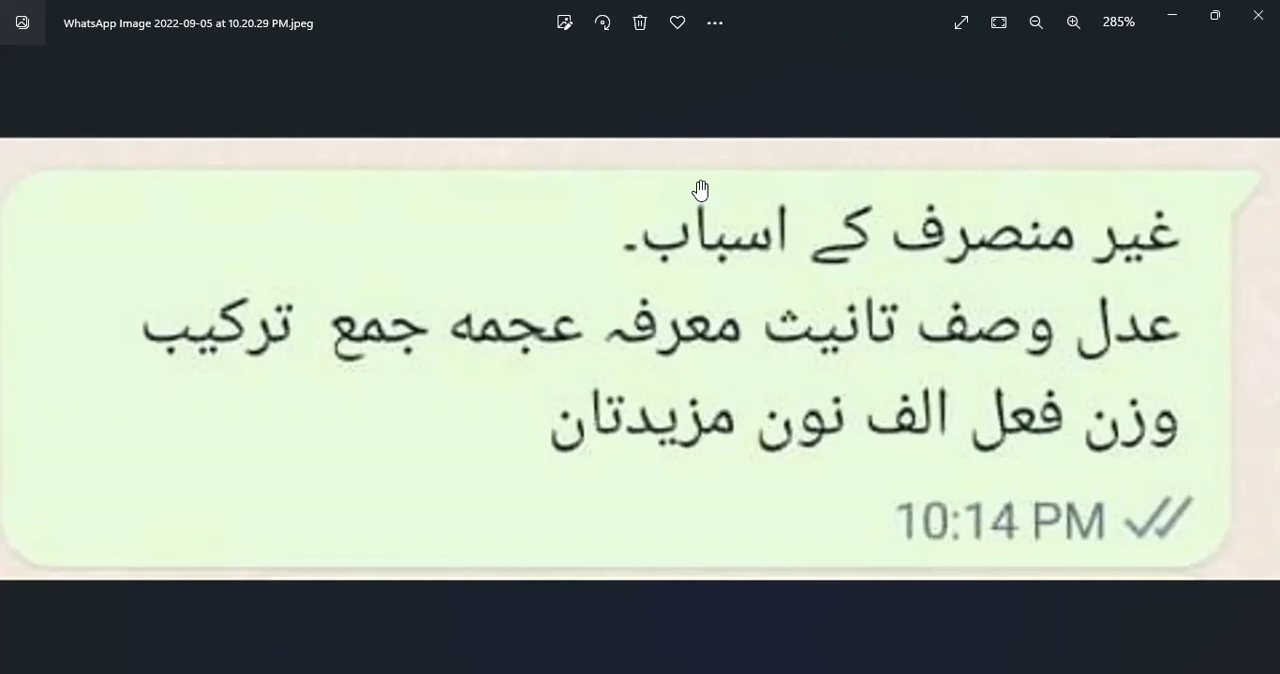 WhatsApp Image 2022-09-05 at 10.20.29 PM.jpeg
285%
غیر منصرف کے اسباب۔
عدل وصف تانیث معرفہ عجمہ جمع ترکیب
وزن فعل الف نون مزیدتان
10:14 PM